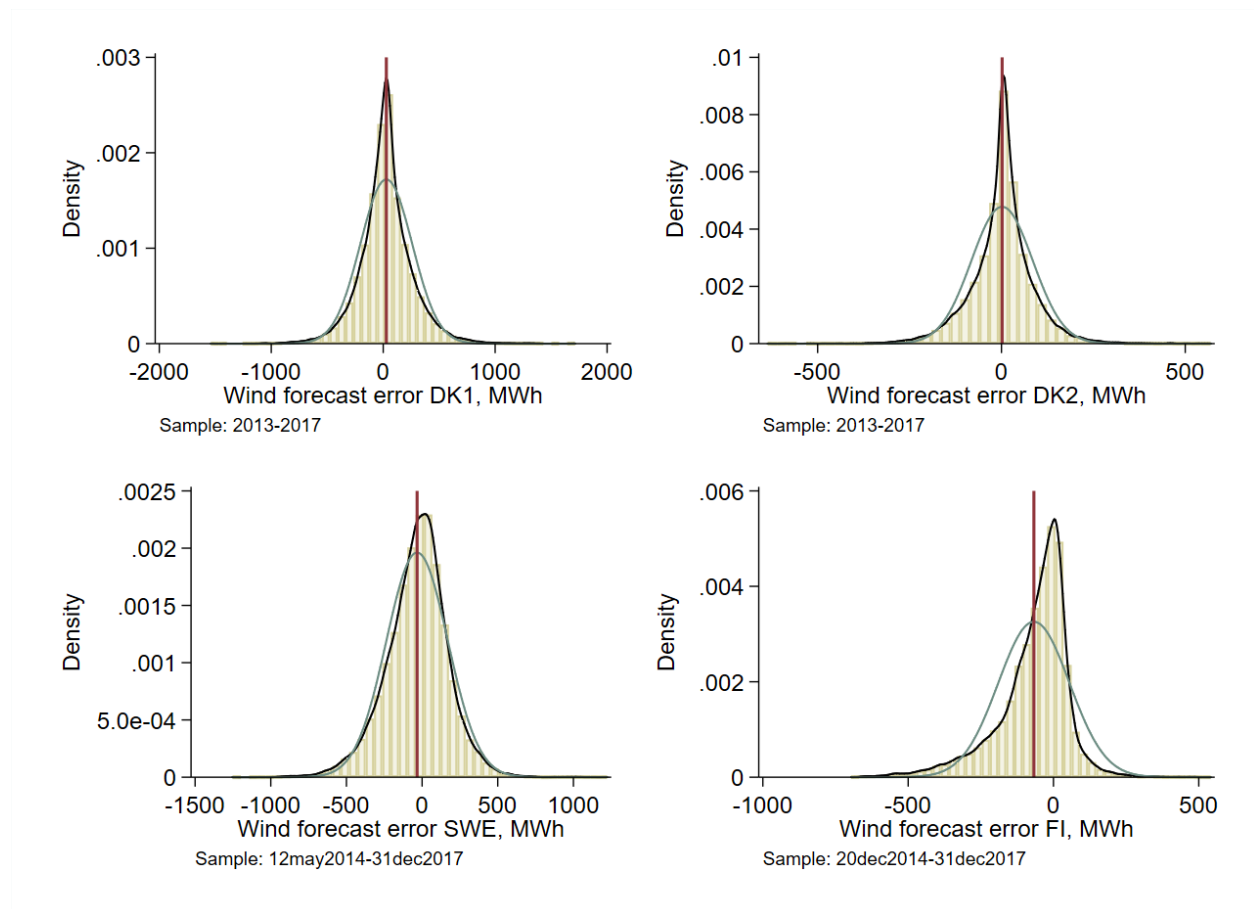 .003
.002
.001
0
Density
-2000 -1000 0 1000 2000
Wind forecast error DK1, MWh
Sample: 2013-2017
.01
.008
.006
.004
.002
0
Density
-500 0 500
Wind forecast error DK2, MWh
Sample: 2013-2017
.0025
.002
.0015
.001
5.0e-04
0
Density
-1500 -1000 -500 0 500 1000
Wind forecast error SWE, MWh
Sample: 12may2014-31dec2017
.006
.004
.002
0
Density
-1000 -500 0 500
Wind forecast error FI, MWh
Sample: 20dec2014-31dec2017